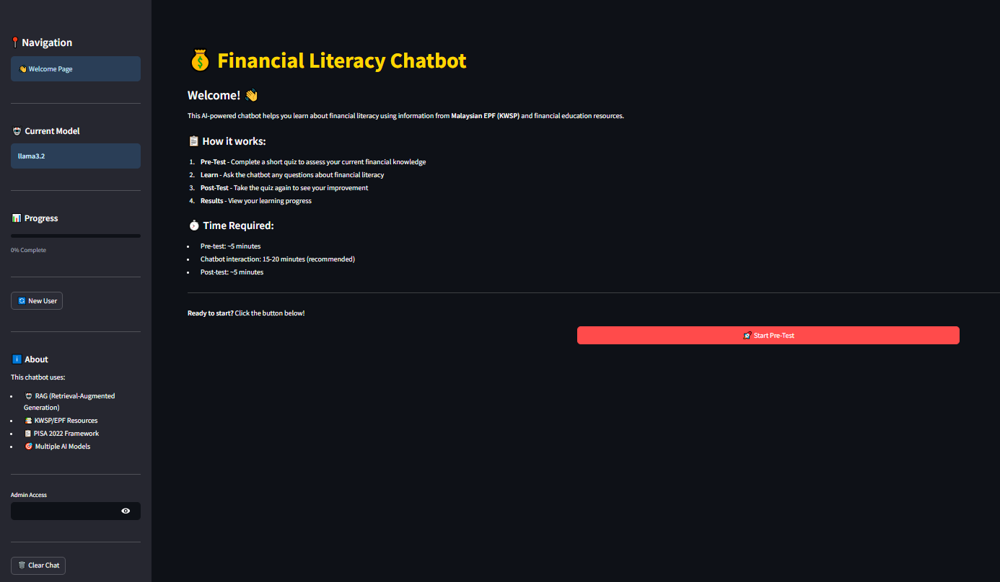 📍 Navigation
👋 Welcome Page
🤖 Current Model
llama3.2
📊 Progress
0% Complete
🔄 New User
ℹ️ About
This chatbot uses:
• 🤖 RAG (Retrieval-Augmented
Generation)
• 📚 KWSP/EPF Resources
• 📋 PISA 2022 Framework
• 🎯 Multiple AI Models
Admin Access
🗑️ Clear Chat
💰 Financial Literacy Chatbot
Welcome! 👋
This AI-powered chatbot helps you learn about financial literacy using information from Malaysian EPF (KWSP) and financial education resources.
📋 How it works:
1. Pre-Test - Complete a short quiz to assess your current financial knowledge
2. Learn - Ask the chatbot any questions about financial literacy
3. Post-Test - Take the quiz again to see your improvement
4. Results - View your learning progress
⏱️ Time Required:
• Pre-test: ~5 minutes
• Chatbot interaction: 15-20 minutes (recommended)
• Post-test: ~5 minutes
Ready to start? Click the button below!
🚀 Start Pre-Test